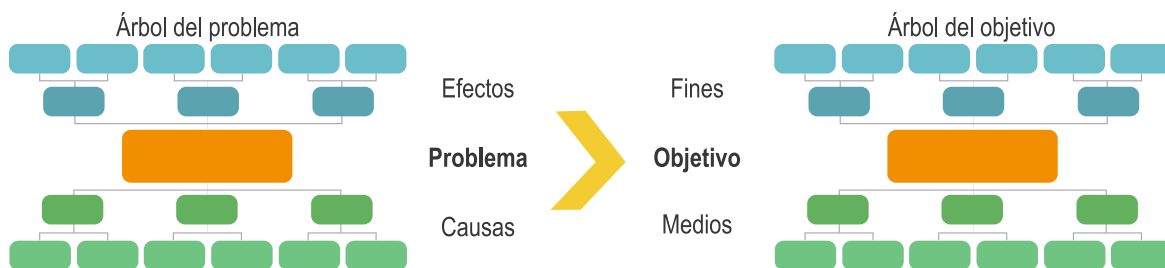 Árbol del problema
Árbol del objetivo
Efectos
Fines
Problema
Objetivo
Causas
Medios